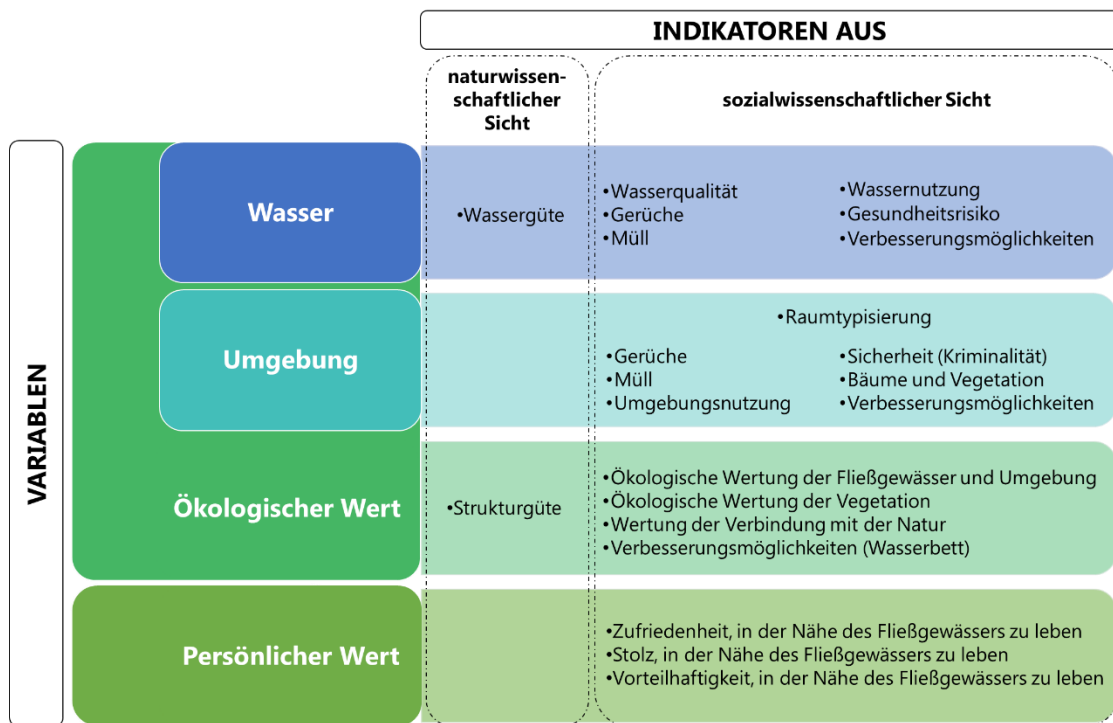 INDIKATOREN AUS
naturwissen-
schaftlicher
Sicht
sozialwissenschaftlicher Sicht
VARIABLEN
Wasser
•Wassergüte
•Wasserqualität
•Gerüche
•Müll
•Wassernutzung
•Gesundheitsrisiko
•Verbesserungsmöglichkeiten
Umgebung
•Raumtypisierung
•Gerüche
•Müll
•Umgebungsnutzung
•Sicherheit (Kriminalität)
•Bäume und Vegetation
•Verbesserungsmöglichkeiten
Ökologischer Wert
•Strukturgüte
•Ökologische Wertung der Fließgewässer und Umgebung
•Ökologische Wertung der Vegetation
•Wertung der Verbindung mit der Natur
•Verbesserungsmöglichkeiten (Wasserbett)
Persönlicher Wert
•Zufriedenheit, in der Nähe des Fließgewässers zu leben
•Stolz, in der Nähe des Fließgewässers zu leben
•Vorteilhaftigkeit, in der Nähe des Fließgewässers zu leben